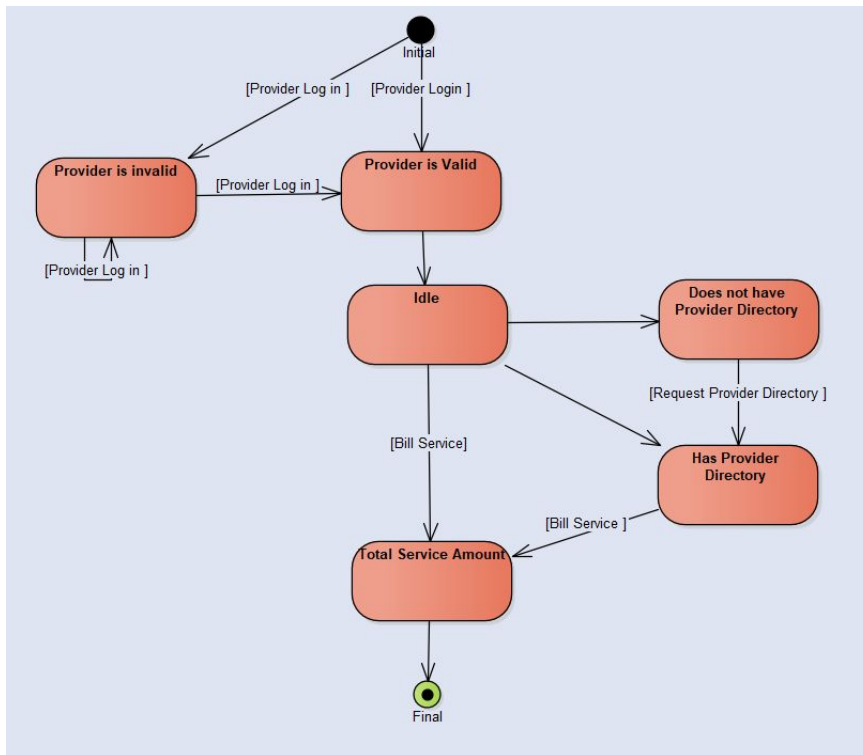 Initial
[Provider Log in ]
[Provider Login ]
Provider is invalid
Provider is Valid
[Provider Log in ]
[Provider Log in ]
Idle
Does not have
Provider Directory
[Request Provider Directory ]
[Bill Service]
Has Provider
Directory
[Bill Service ]
Total Service Amount
Final